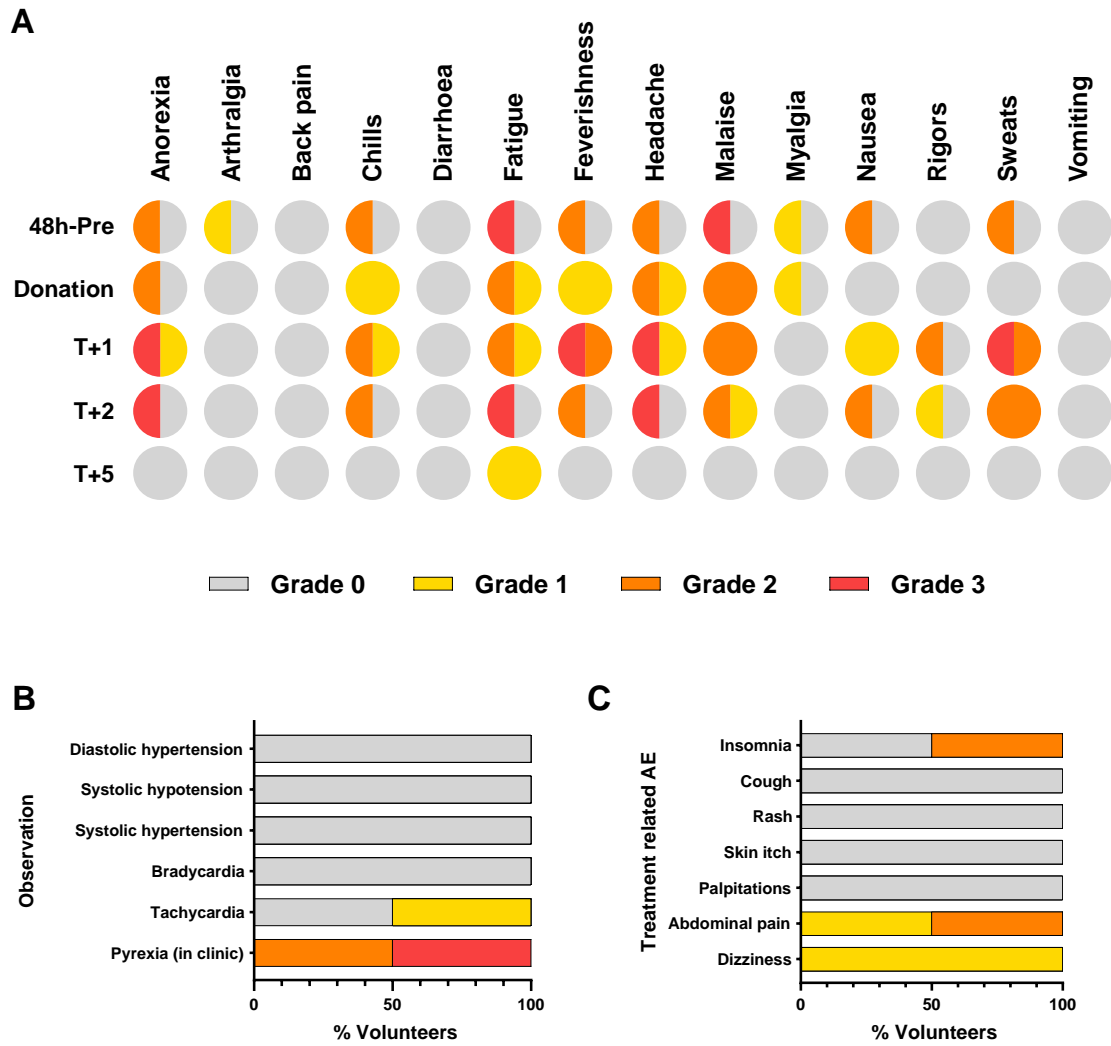 A
Anorexia
Arthralgia
Back pain
Chills
Diarrhoea
Fatigue
Feverishness
Headache
Malaise
Myalgia
Nausea
Rigors
Sweats
Vomiting
48h-Pre
Donation
T+1
T+2
T+5
Grade 0 Grade 1 Grade 2 Grade 3
B
Observation
Diastolic hypertension
Systolic hypotension
Systolic hypertension
Bradycardia
Tachycardia
Pyrexia (in clinic)
0 50 100
% Volunteers
C
Treatment related AE
Insomnia
Cough
Rash
Skin itch
Palpitations
Abdominal pain
Dizziness
0 50 100
% Volunteers